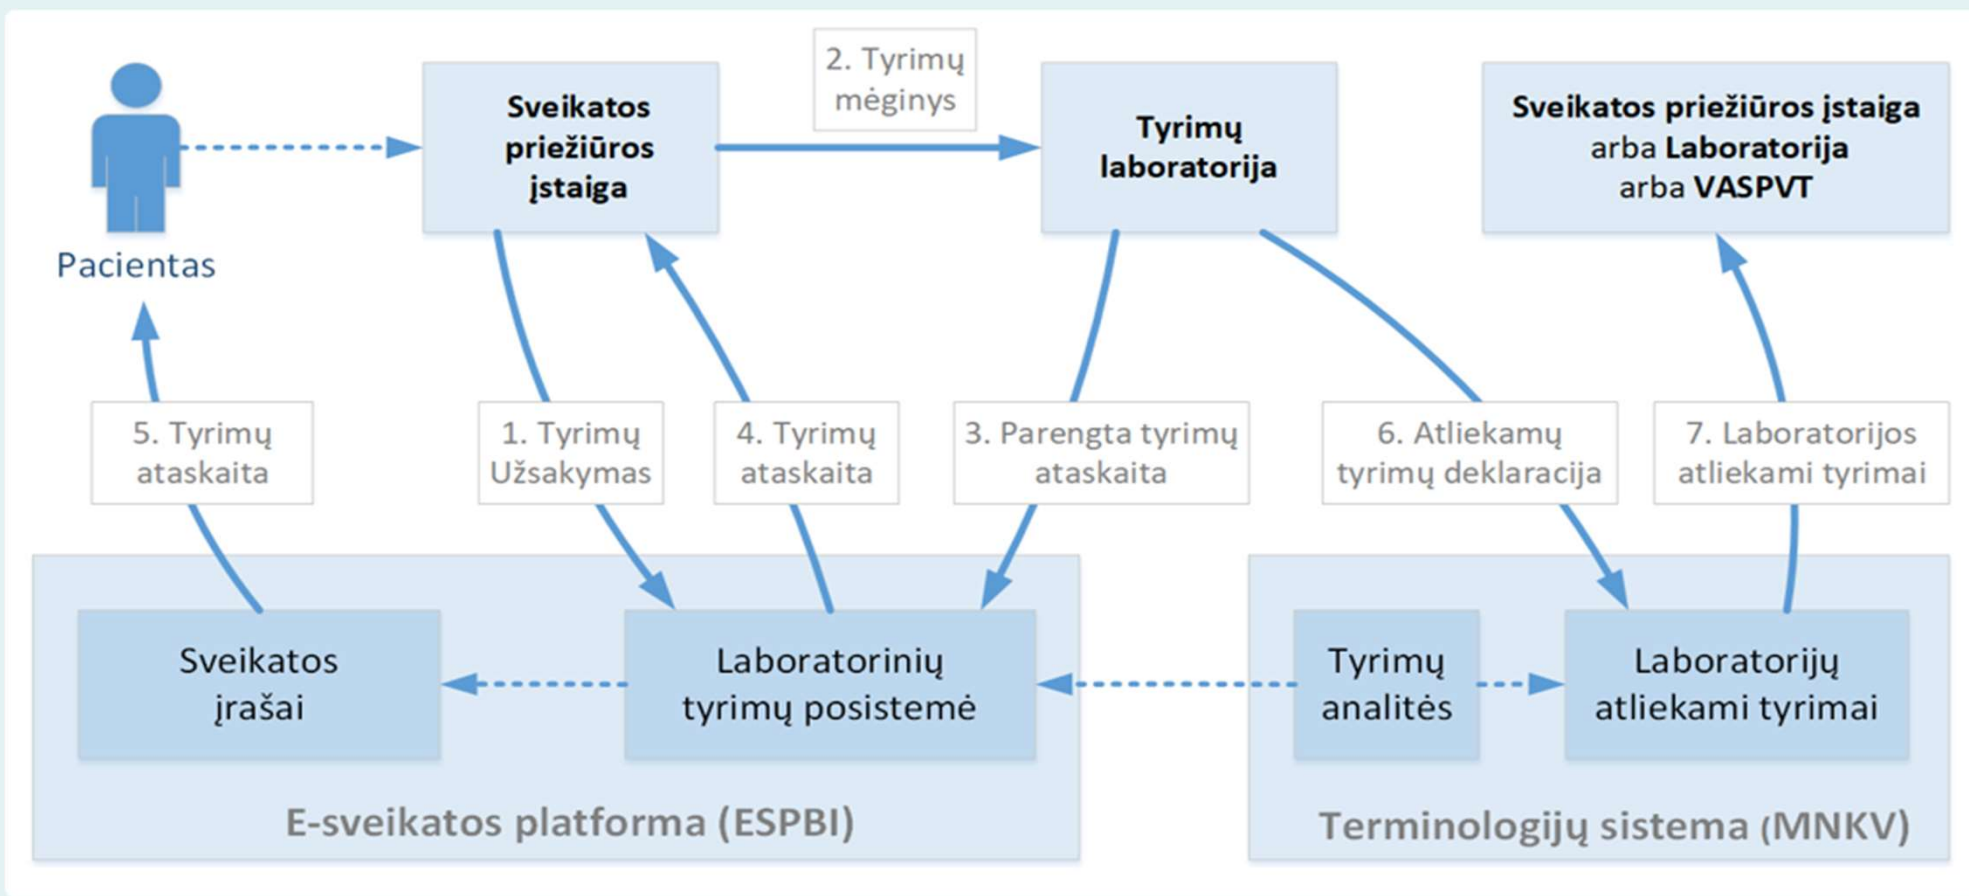 2. Tyrimų
mėginys
Sveikatos
priežiūros
įstaiga
Tyrimų
laboratorija
Sveikatos priežiūros įstaiga
arba Laboratorija
arba VASPVT
Pacientas
5. Tyrimų
ataskaita
1. Tyrimų
Užsakymas
4. Tyrimų
ataskaita
3. Parengta tyrimų
ataskaita
6. Atliekamų
tyrimų deklaracija
7. Laboratorijos
atliekami tyrimai
Sveikatos
įrašai
Laboratorinių
tyrimų posistemė
Tyrimų
analitės
Laboratorijų
atliekami tyrimai
E-sveikatos platforma (ESPBI)
Terminologijų sistema (MNKV)